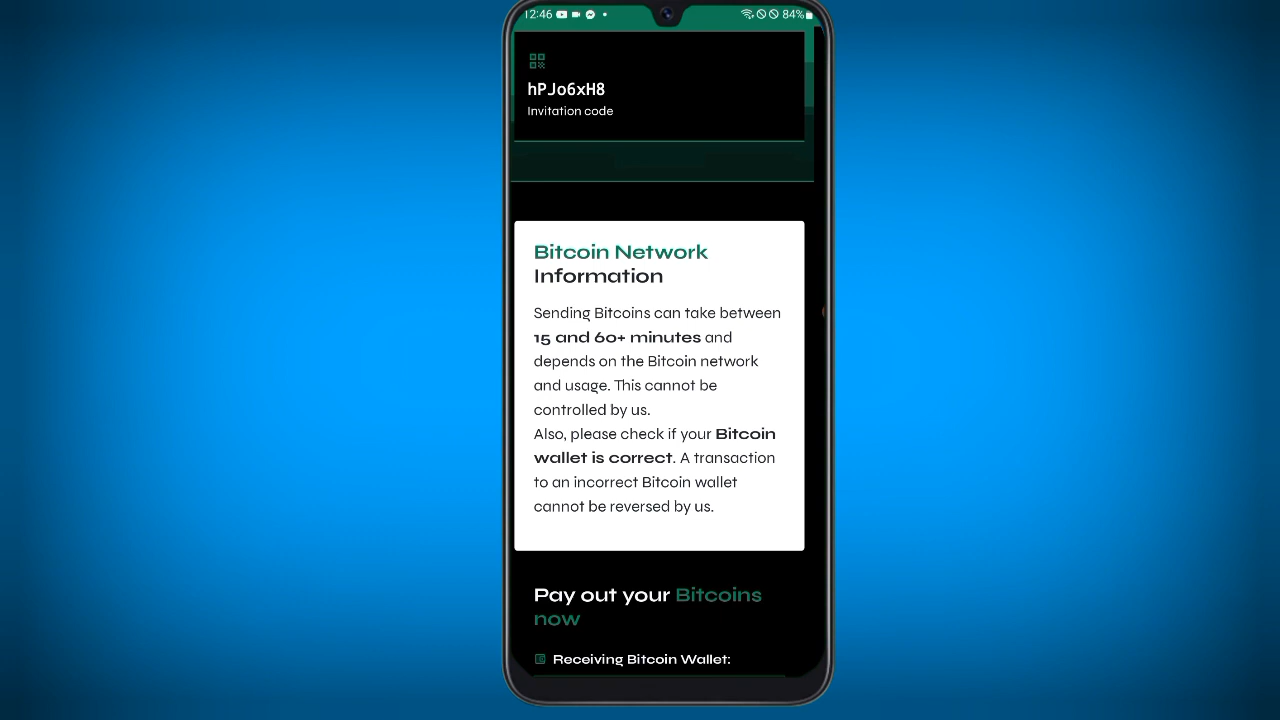 12:46
84%
hPJo6xH8
Invitation code
Bitcoin Network
Information
Sending Bitcoins can take between
15 and 60+ minutes and
depends on the Bitcoin network
and usage. This cannot be
controlled by us.
Also, please check if your Bitcoin
wallet is correct. A transaction
to an incorrect Bitcoin wallet
cannot be reversed by us.
Pay out your Bitcoins
now
Receiving Bitcoin Wallet: